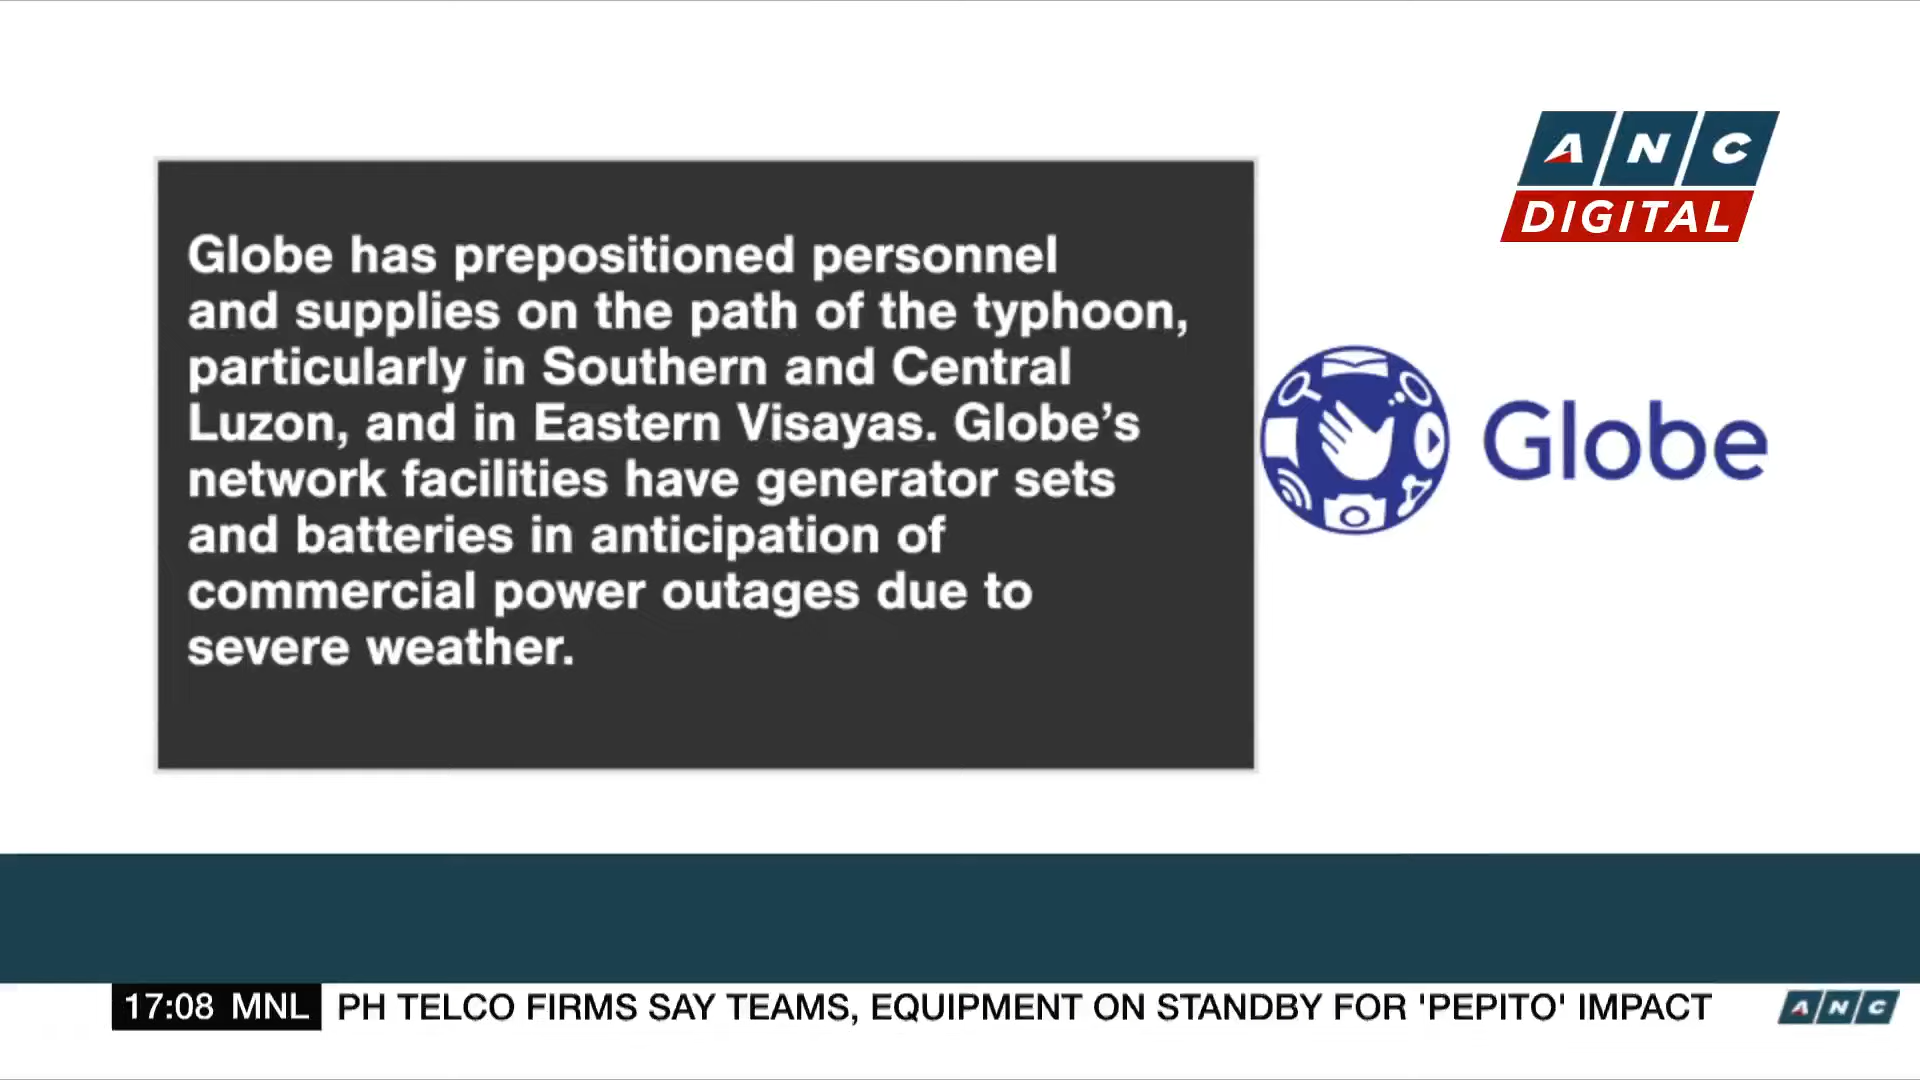 ANC
DIGITAL
Globe has prepositioned personnel
and supplies on the path of the typhoon,
particularly in Southern and Central
Luzon, and in Eastern Visayas. Globe’s
network facilities have generator sets
and batteries in anticipation of
commercial power outages due to
severe weather.
Globe
17:08 MNL PH TELCO FIRMS SAY TEAMS, EQUIPMENT ON STANDBY FOR 'PEPITO' IMPACT ANC